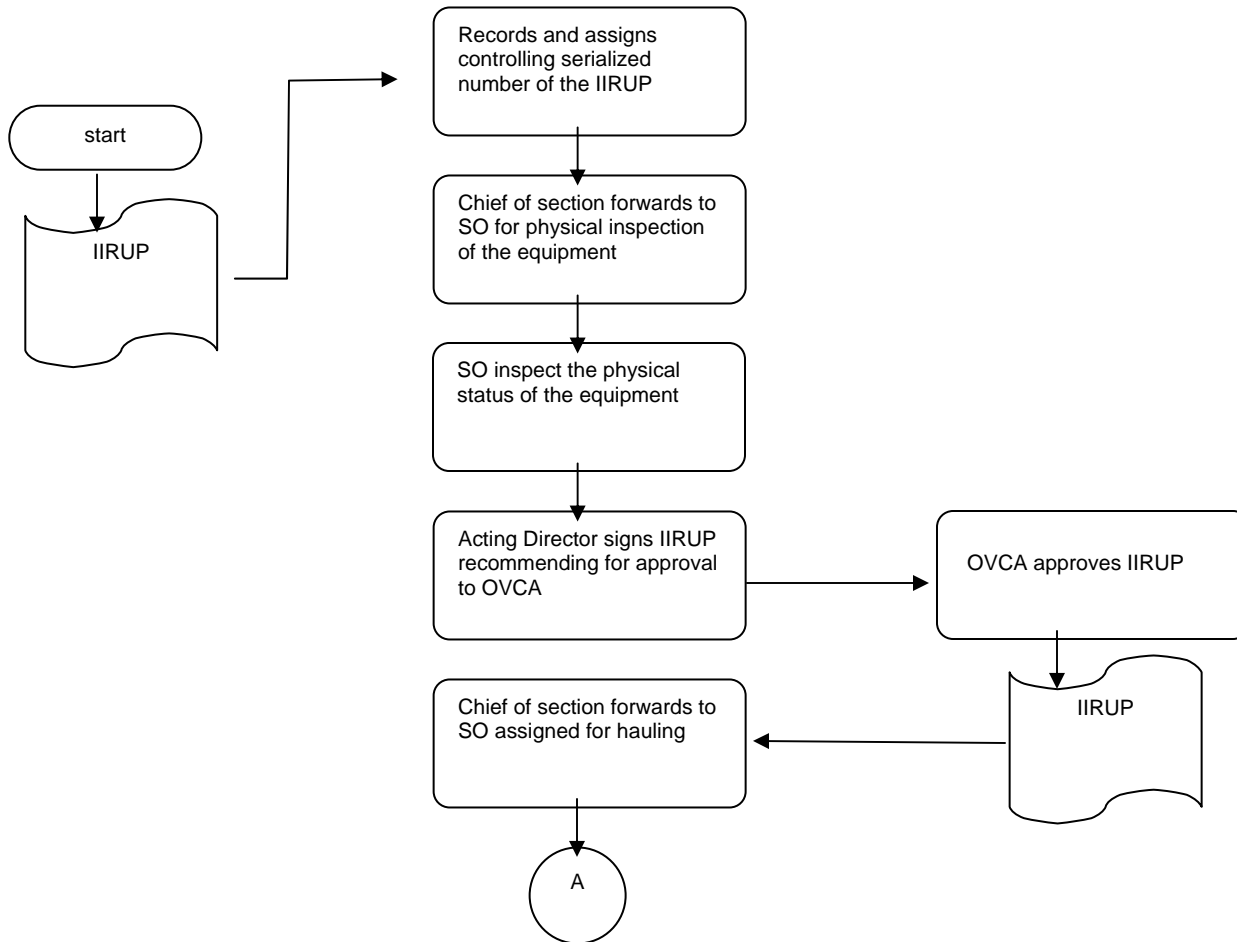 start
IIRUP
Records and assigns
controlling serialized
number of the IIRUP
Chief of section forwards to
SO for physical inspection
of the equipment
SO inspect the physical
status of the equipment
Acting Director signs IIRUP
recommending for approval
to OVCA
OVCA approves IIRUP
IIRUP
Chief of section forwards to
SO assigned for hauling
A